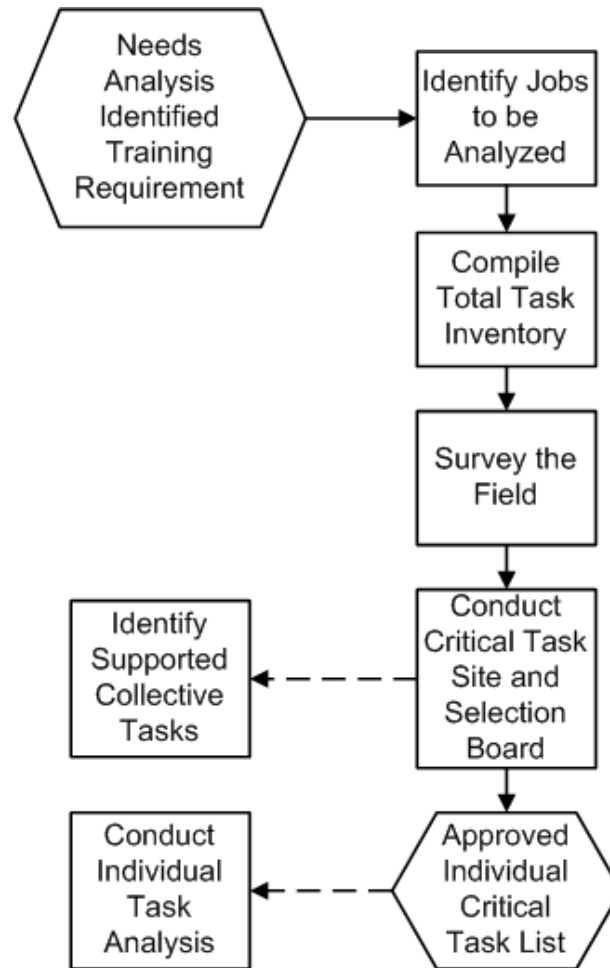 Needs
Analysis
Identified
Training
Requirement
Identify Jobs
to be
Analyzed
Compile
Total Task
Inventory
Survey the
Field
Conduct
Critical Task
Site and
Selection
Board
Identify
Supported
Collective
Tasks
Approved
Individual
Critical
Task List
Conduct
Individual
Task
Analysis